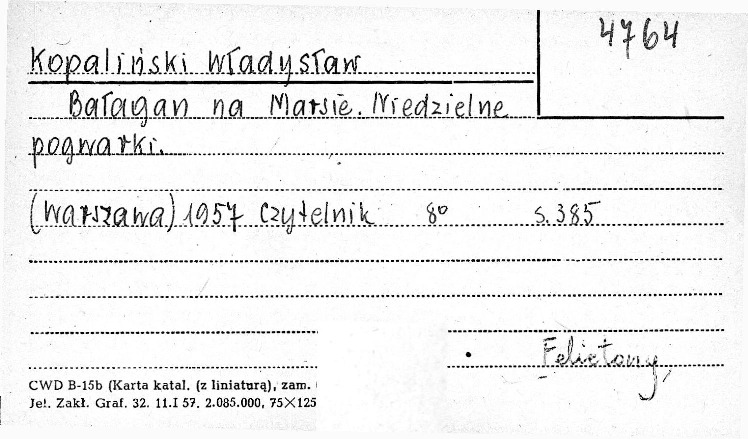 4764
Kopaliński Władysław
Bałagan na Marsie. Niedzielne
pogwarki.
(Warszawa) 1957 Czytelnik 8º s. 385
Felietony
CWD B-15b (Karta katal. (z liniaturą), zam.
Jel. Zakł. Graf. 32. 11.I 57. 2.085.000, 75×125